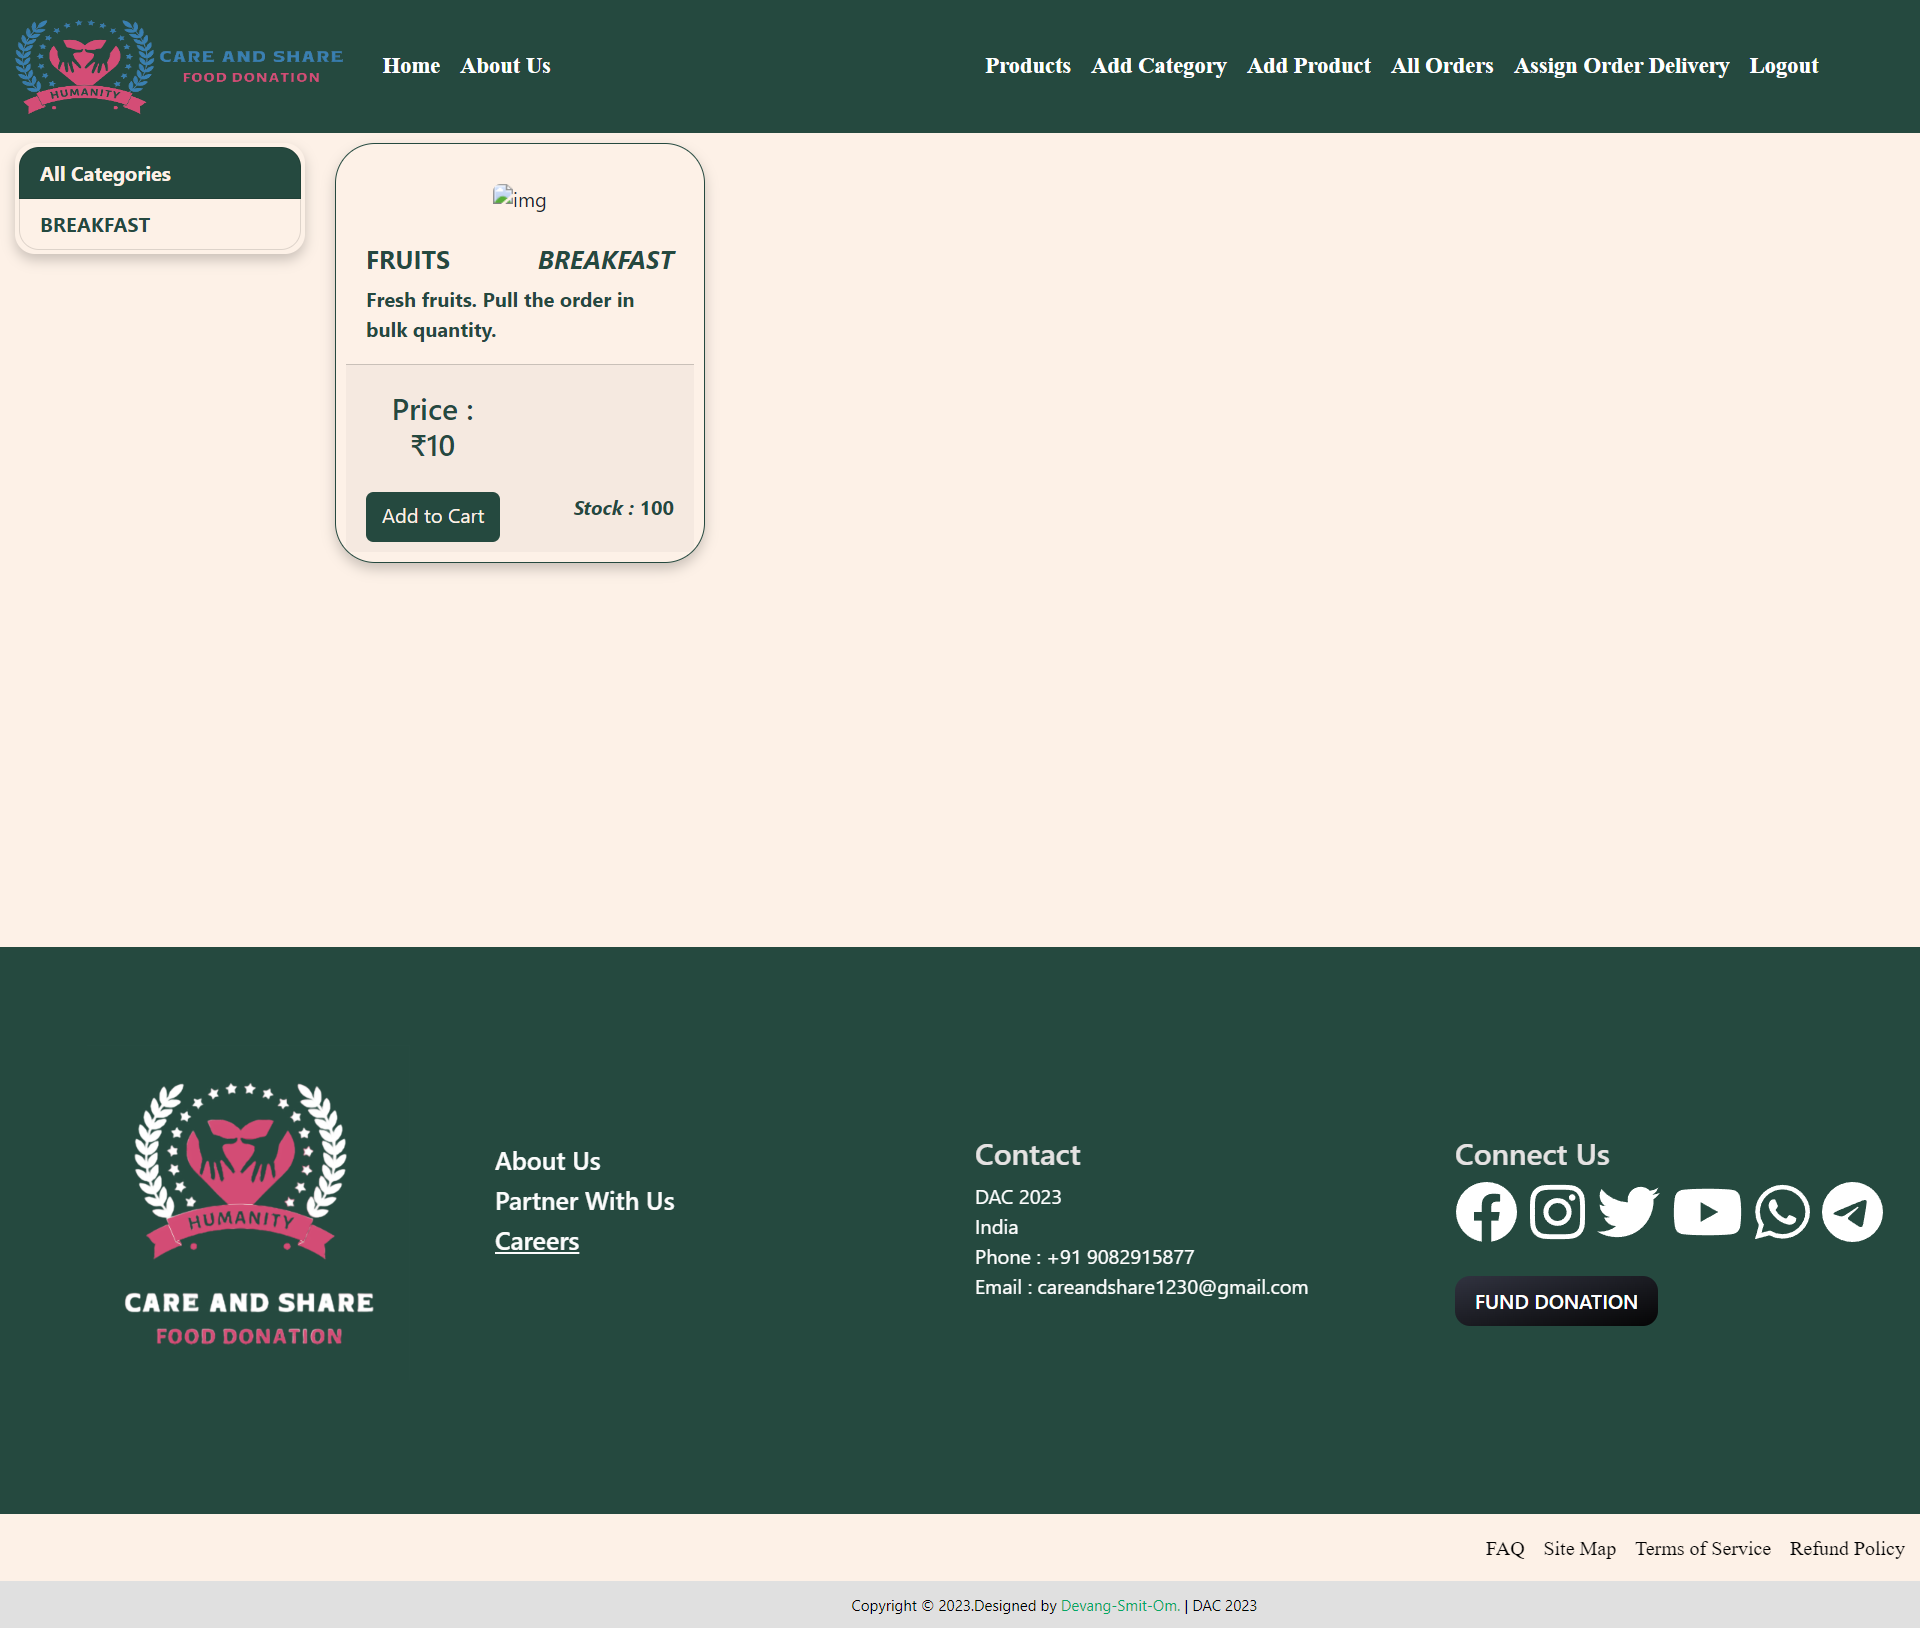 CARE AND SHARE
FOOD DONATION
HUMANITY
Home About Us
Products Add Category Add Product All Orders Assign Order Delivery Logout
All Categories
BREAKFAST
img
FRUITS BREAKFAST
Fresh fruits. Pull the order in
bulk quantity.
Price :
₹10
Add to Cart
Stock : 100
HUMANITY
CARE AND SHARE
FOOD DONATION
About Us
Partner With Us
Careers
Contact
DAC 2023
India
Phone : +91 9082915877
Email : careandshare1230@gmail.com
Connect Us
FUND DONATION
FAQ Site Map Terms of Service Refund Policy
Copyright © 2023.Designed by Devang-Smit-Om. | DAC 2023